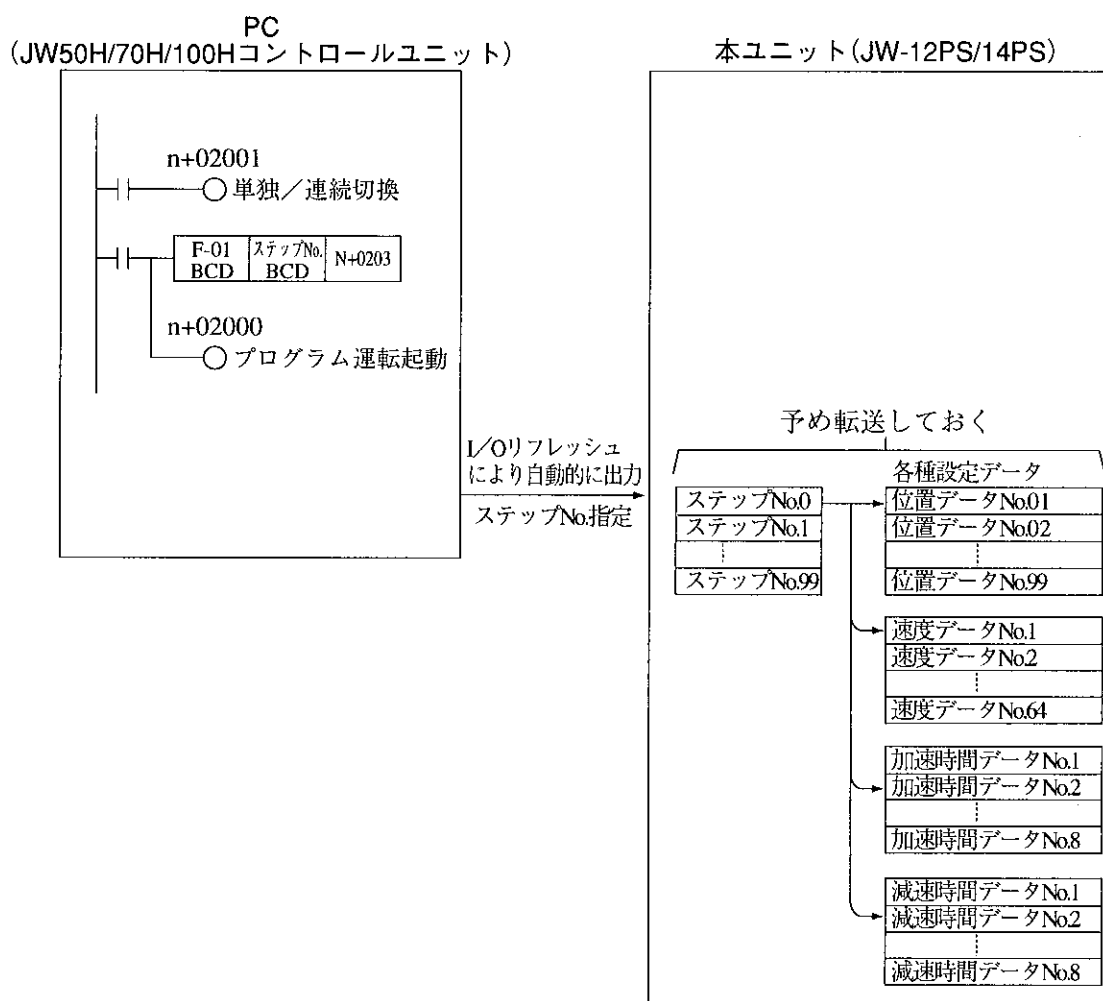 PC
(JW50H/70H/100Hコントロールユニット)
n+02001
単独／連続切換
F-01
BCD
ステップNo.
BCD
N+0203
n+02000
プログラム運転起動
I/Oリフレッシュ
により自動的に出力
ステップNo.指定
本ユニット(JW-12PS/14PS)
予め転送しておく
ステップNo.0
ステップNo.1
ステップNo.99
各種設定データ
位置データNo.01
位置データNo.02
位置データNo.99
速度データNo.1
速度データNo.2
速度データNo.64
加速時間データNo.1
加速時間データNo.2
加速時間データNo.8
減速時間データNo.1
減速時間データNo.2
減速時間データNo.8